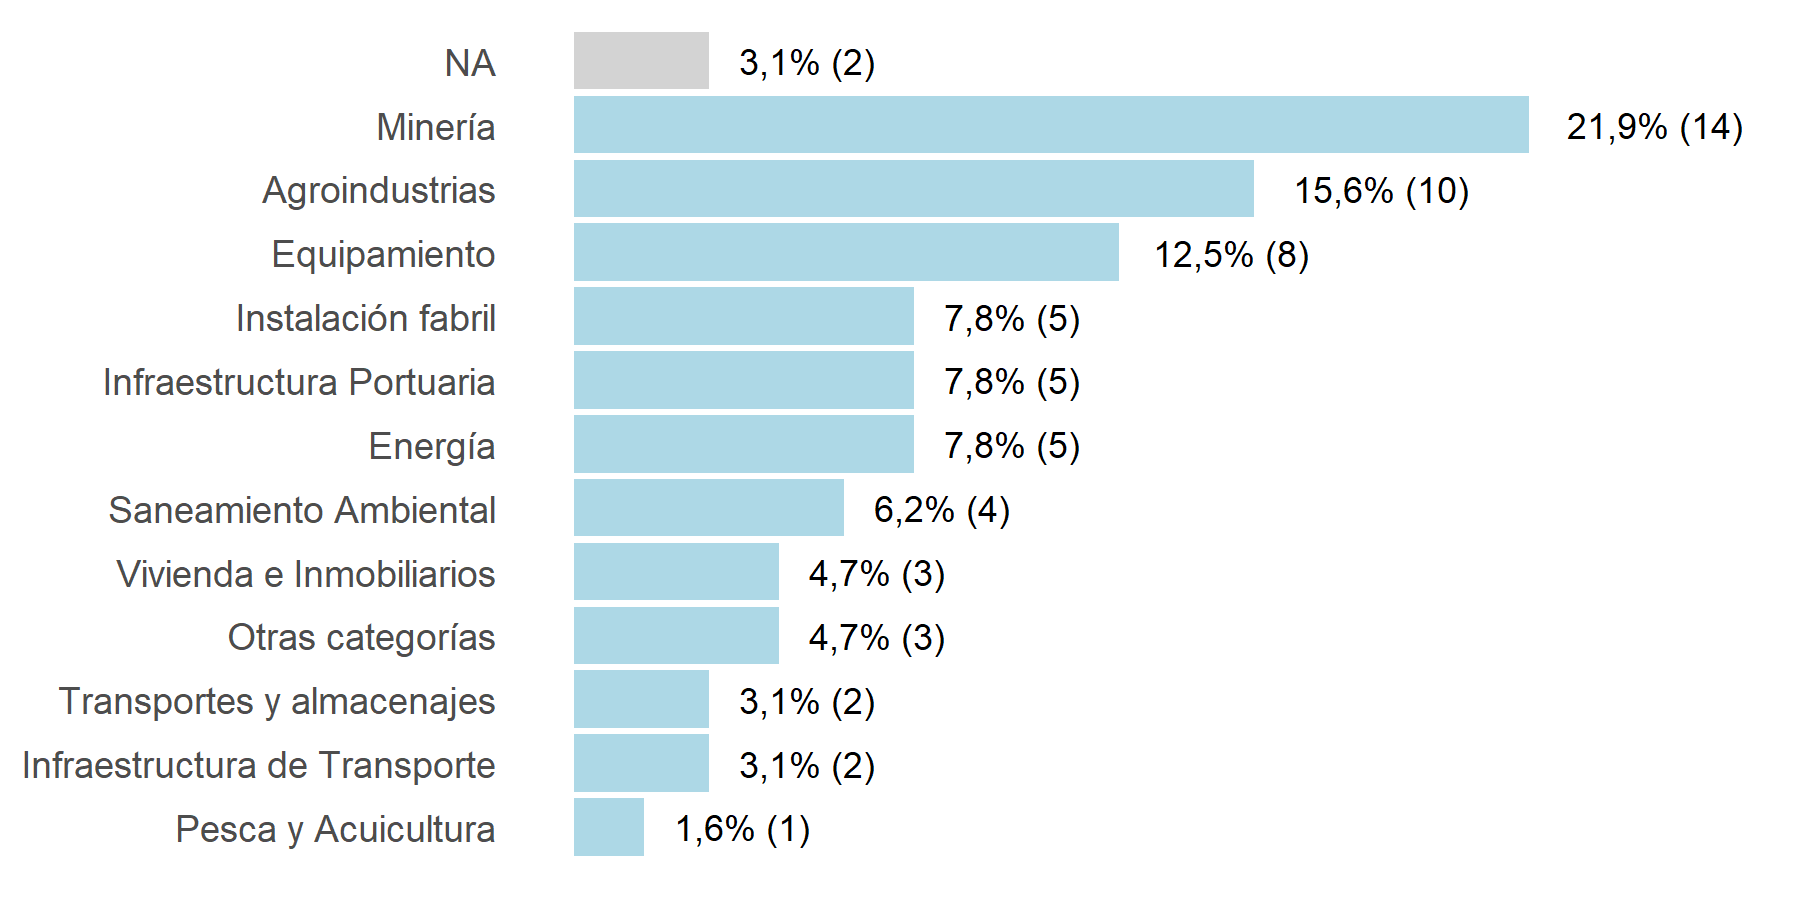 NA 3,1% (2)
Minería 21,9% (14)
Agroindustrias 15,6% (10)
Equipamiento 12,5% (8)
Instalación fabril 7,8% (5)
Infraestructura Portuaria 7,8% (5)
Energía 7,8% (5)
Saneamiento Ambiental 6,2% (4)
Vivienda e Inmobiliarios 4,7% (3)
Otras categorías 4,7% (3)
Transportes y almacenajes 3,1% (2)
Infraestructura de Transporte 3,1% (2)
Pesca y Acuicultura 1,6% (1)